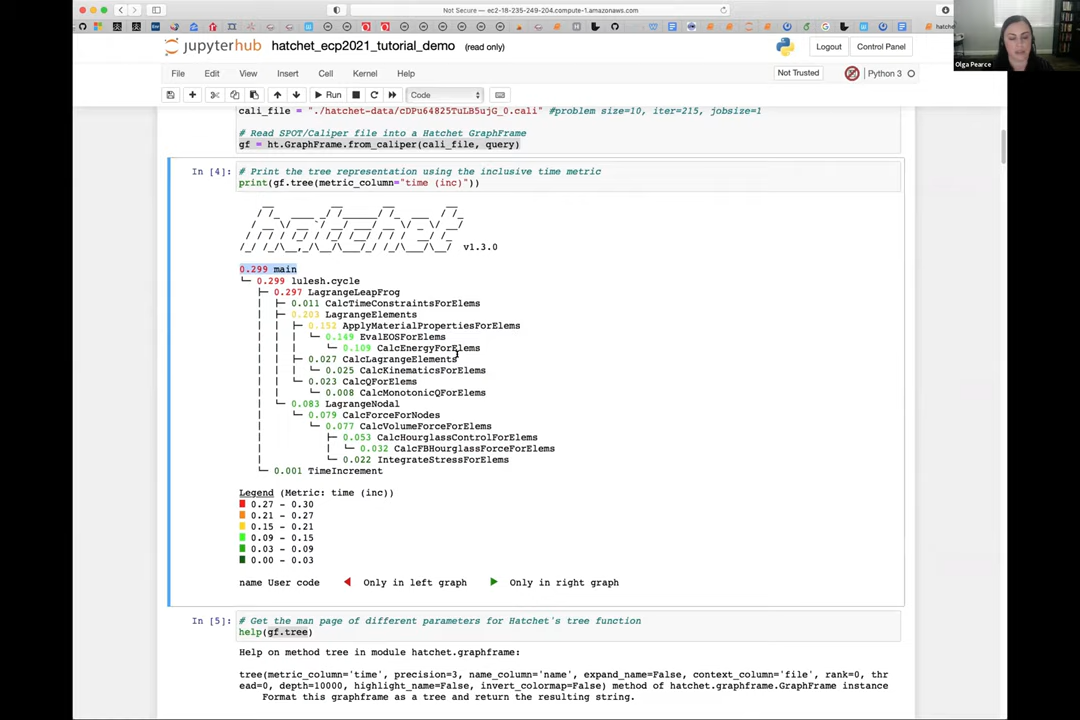 Not Secure — ec2-18-235-249-204.compute-1.amazonaws.com
hatchet
jupyterhub hatchet_ecp2021_tutorial_demo (read only)
Logout Control Panel
Olga Pearce
File Edit View Insert Cell Kernel Help
Not Trusted Python 3
Run Code
cali_file = "./hatchet-data/cDPu64825TuLB5ujG_0.cali" #problem size=10, iter=215, jobsize=1
# Read SPOT/Caliper file into a Hatchet GraphFrame
gf = ht.GraphFrame.from_caliper(cali_file, query)
In [4]: # Print the tree representation using the inclusive time metric
print(gf.tree(metric_column="time (inc)"))
hatchet v1.3.0
0.299 main
└─ 0.299 lulesh.cycle
├─ 0.297 LagrangeLeapFrog
│ ├─ 0.011 CalcTimeConstraintsForElems
│ ├─ 0.203 LagrangeElements
│ │ ├─ 0.152 ApplyMaterialPropertiesForElems
│ │ │ └─ 0.149 EvalEOSForElems
│ │ │ └─ 0.109 CalcEnergyForElems
│ │ ├─ 0.027 CalcLagrangeElements
│ │ │ └─ 0.025 CalcKinematicsForElems
│ │ └─ 0.023 CalcQForElems
│ │ └─ 0.008 CalcMonotonicQForElems
│ └─ 0.083 LagrangeNodal
│ └─ 0.079 CalcForceForNodes
│ └─ 0.077 CalcVolumeForceForElems
│ ├─ 0.053 CalcHourglassControlForElems
│ │ └─ 0.032 CalcFBHourglassForceForElems
│ └─ 0.022 IntegrateStressForElems
└─ 0.001 TimeIncrement
Legend (Metric: time (inc))
0.27 - 0.30
0.21 - 0.27
0.15 - 0.21
0.09 - 0.15
0.03 - 0.09
0.00 - 0.03
name User code ◀ Only in left graph ▶ Only in right graph
In [5]: # Get the man page of different parameters for Hatchet's tree function
help(gf.tree)
Help on method tree in module hatchet.graphframe:
tree(metric_column='time', precision=3, name_column='name', expand_name=False, context_column='file', rank=0, thr
ead=0, depth=10000, highlight_name=False, invert_colormap=False) method of hatchet.graphframe.GraphFrame instance
Format this graphframe as a tree and return the resulting string.